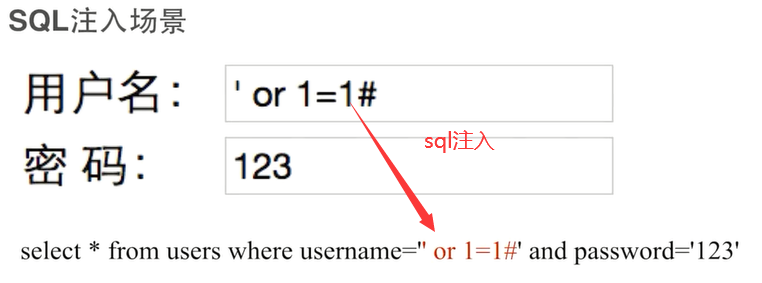 SQL注入场景
用户名： ' or 1=1#
sql注入
密 码： 123
select * from users where username='' or 1=1#' and password='123'